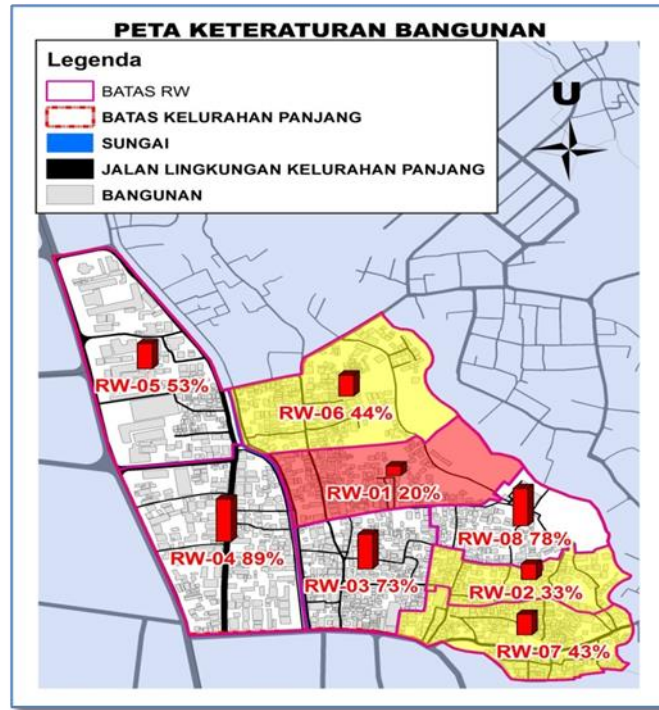 PETA KETERATURAN BANGUNAN
Legenda
BATAS RW
BATAS KELURAHAN PANJANG
SUNGAI
JALAN LINGKUNGAN KELURAHAN PANJANG
BANGUNAN
U
RW-05 53%
RW-06 44%
RW-01 20%
RW-08 78%
RW-04 89%
RW-03 73%
RW-02 33%
RW-07 43%